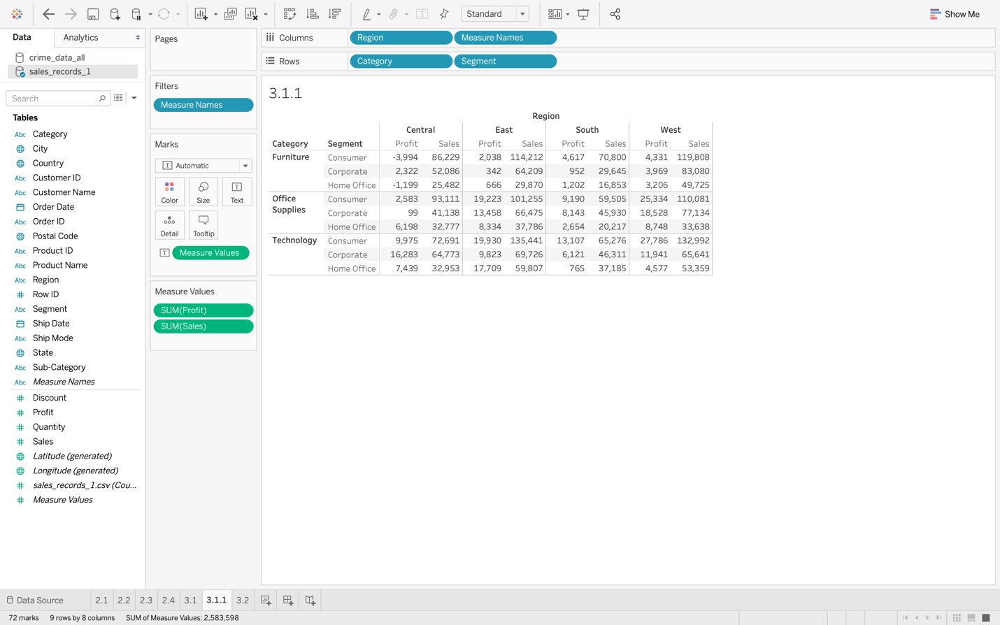 Standard
Show Me
Data
Analytics
crime_data_all
sales_records_1
Search
Tables
Abc Category
City
Country
Abc Customer ID
Abc Customer Name
Order Date
Abc Order ID
Postal Code
Abc Product ID
Abc Product Name
Abc Region
# Row ID
Abc Segment
Ship Date
Abc Ship Mode
State
Abc Sub-Category
Abc Measure Names
# Discount
# Profit
# Quantity
# Sales
Latitude (generated)
Longitude (generated)
# sales_records_1.csv (Cou...
# Measure Values
Pages
Filters
Measure Names
Marks
T Automatic
Color
Size
T Text
Detail
Tooltip
T Measure Values
Measure Values
SUM(Profit)
SUM(Sales)
Columns Region Measure Names
Rows Category Segment
3.1.1
Region
Central East South West
Category Segment Profit Sales Profit Sales Profit Sales Profit Sales
Furniture Consumer -3,994 86,229 2,038 114,212 4,617 70,800 4,331 119,808
Corporate 2,322 52,086 342 64,209 952 29,645 3,969 83,080
Home Office -1,199 25,482 666 29,870 1,202 16,853 3,206 49,725
Office Supplies Consumer 2,583 93,111 19,223 101,255 9,190 59,505 25,334 110,081
Corporate 99 41,138 13,458 66,475 8,143 45,930 18,528 77,134
Home Office 6,198 32,777 8,334 37,786 2,654 20,217 8,748 33,638
Technology Consumer 9,975 72,691 19,930 135,441 13,107 65,276 27,786 132,992
Corporate 16,283 64,773 9,823 69,726 6,121 46,311 11,941 65,641
Home Office 7,439 32,953 17,709 59,807 765 37,185 4,577 53,359
Data Source 2.1 2.2 2.3 2.4 3.1 3.1.1 3.2
72 marks 9 rows by 8 columns SUM of Measure Values: 2,583,598